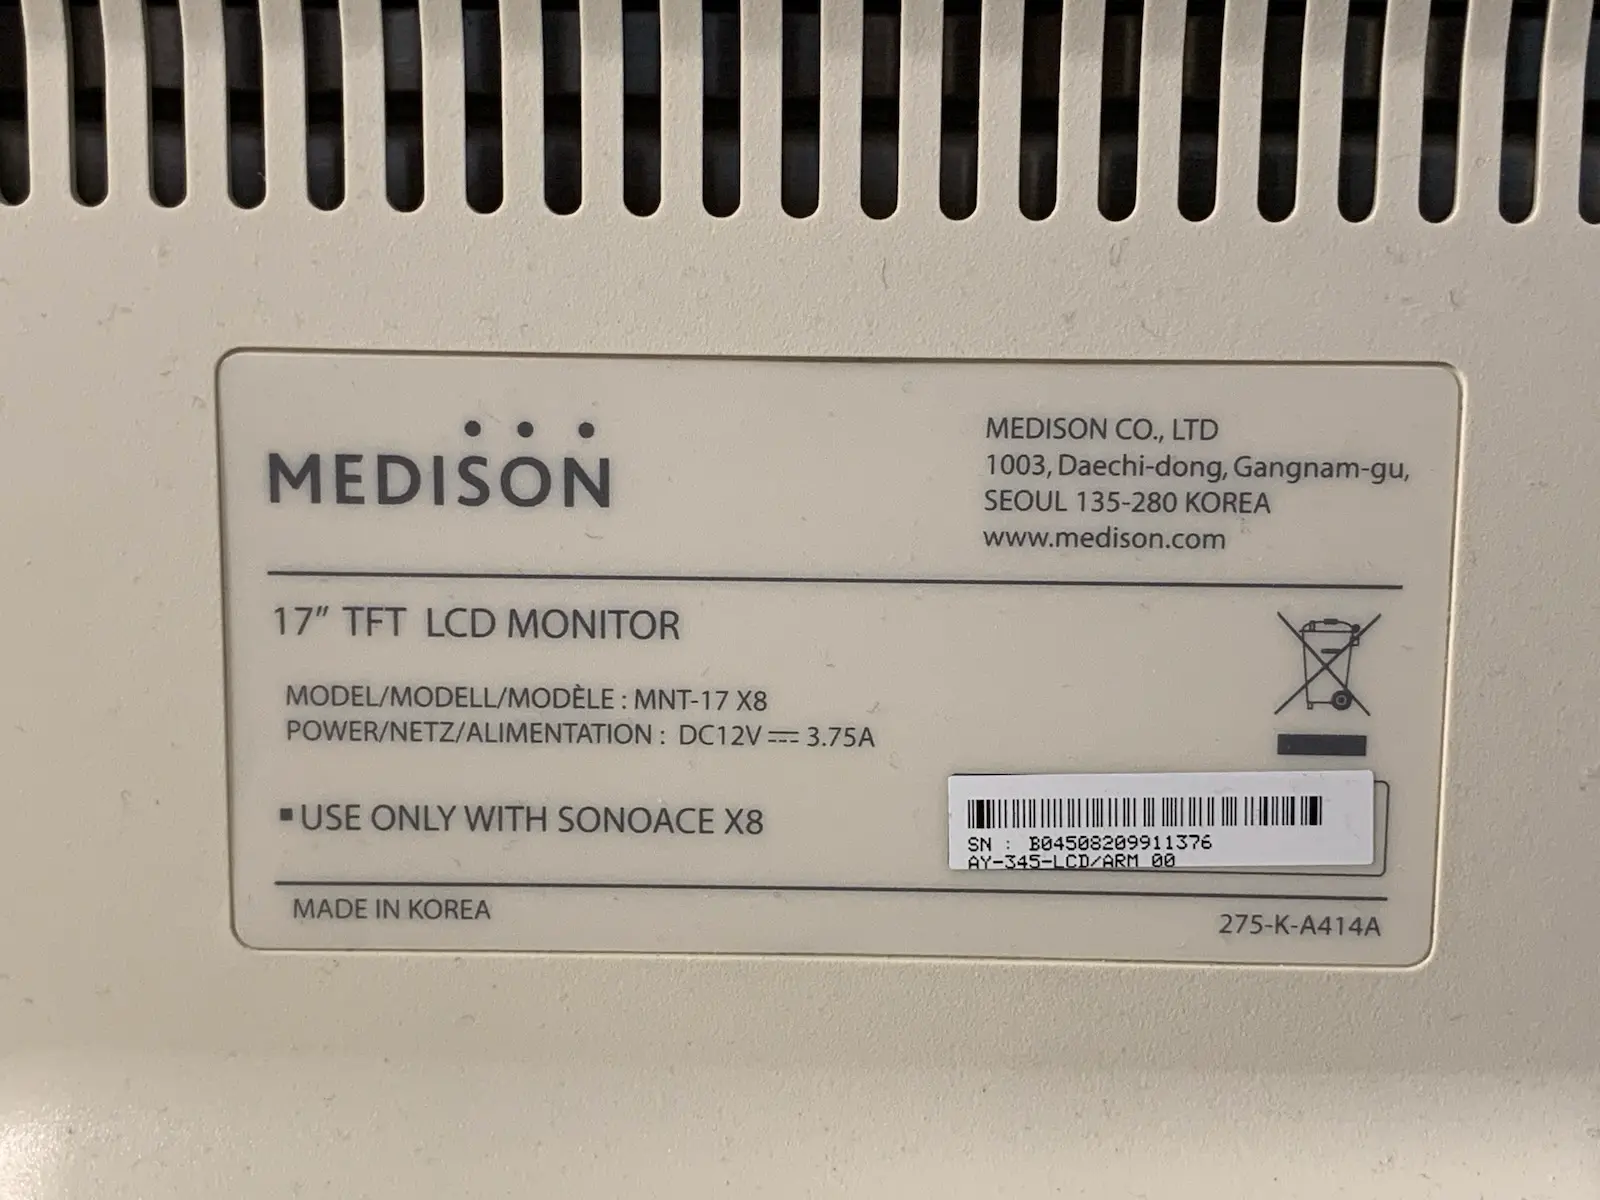 MEDISON
MEDISON CO., LTD
1003, Daechi-dong, Gangnam-gu,
SEOUL 135-280 KOREA
www.medison.com
17" TFT LCD MONITOR
MODEL/MODELL/MODÈLE : MNT-17 X8
POWER/NETZ/ALIMENTATION : DC12V ⎓ 3.75A
▪USE ONLY WITH SONOACE X8
SN : B04508209911376
AY-345-LCD/ARM 00
MADE IN KOREA
275-K-A414A